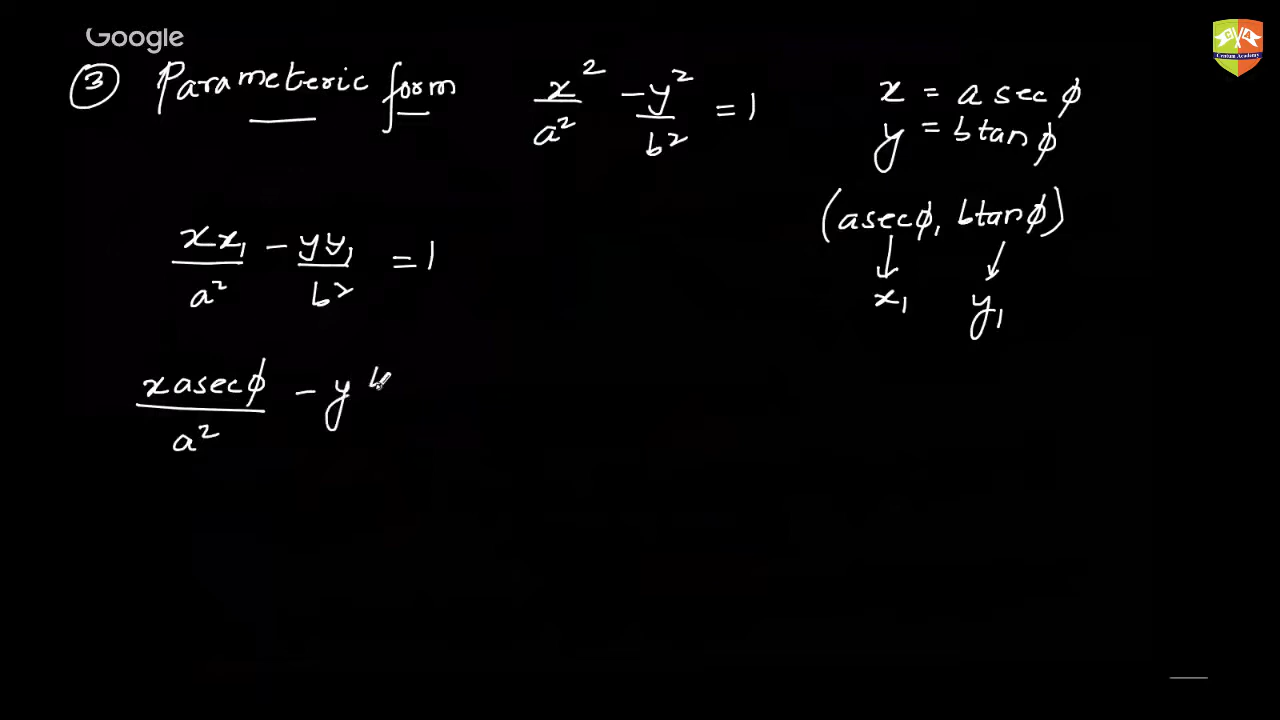 Google
③ Parameteric form x²/a² - y²/b² = 1
x = a sec ϕ
y = b tan ϕ
(a sec ϕ, b tan ϕ)
x₁ y₁
xx₁/a² - yy₁/b² = 1
x a sec ϕ/a² - y